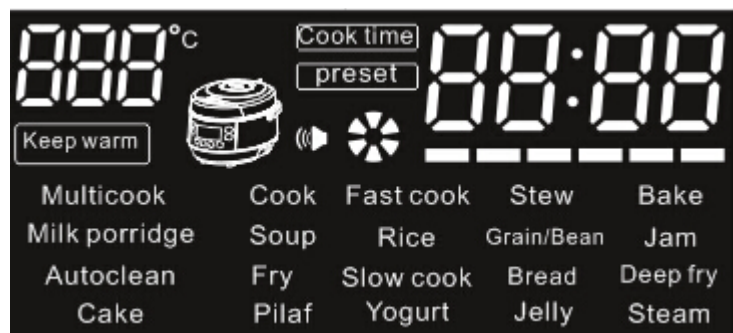 888°C Cook time 88:88
preset
Keep warm
Multicook Cook Fast cook Stew Bake
Milk porridge Soup Rice Grain/Bean Jam
Autoclean Fry Slow cook Bread Deep fry
Cake Pilaf Yogurt Jelly Steam